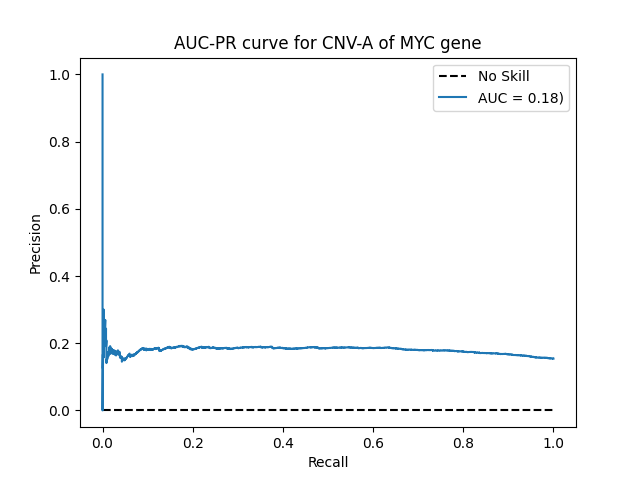 AUC-PR curve for CNV-A of MYC gene
No Skill
AUC = 0.18)
1.0
0.8
0.6
0.4
0.2
0.0
Precision
0.0 0.2 0.4 0.6 0.8 1.0
Recall